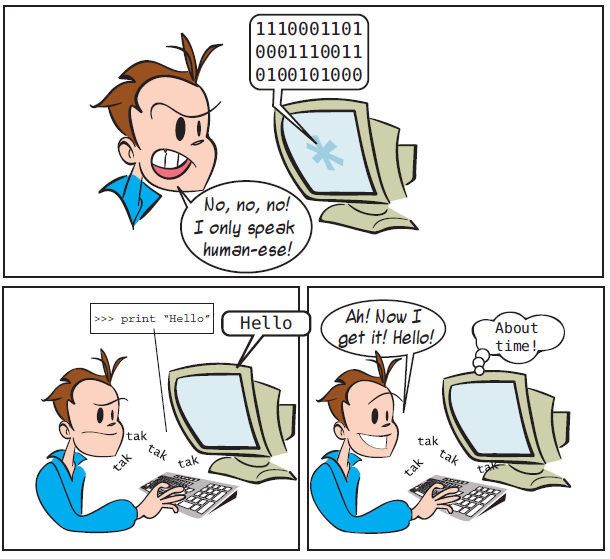 1110001101
0001110011
0100101000
No, no, no!
I only speak
human-ese!
>>> print “Hello”
Hello
tak
tak
tak
tak
Ah! Now I
get it! Hello!
About
time!
tak
tak
tak
tak